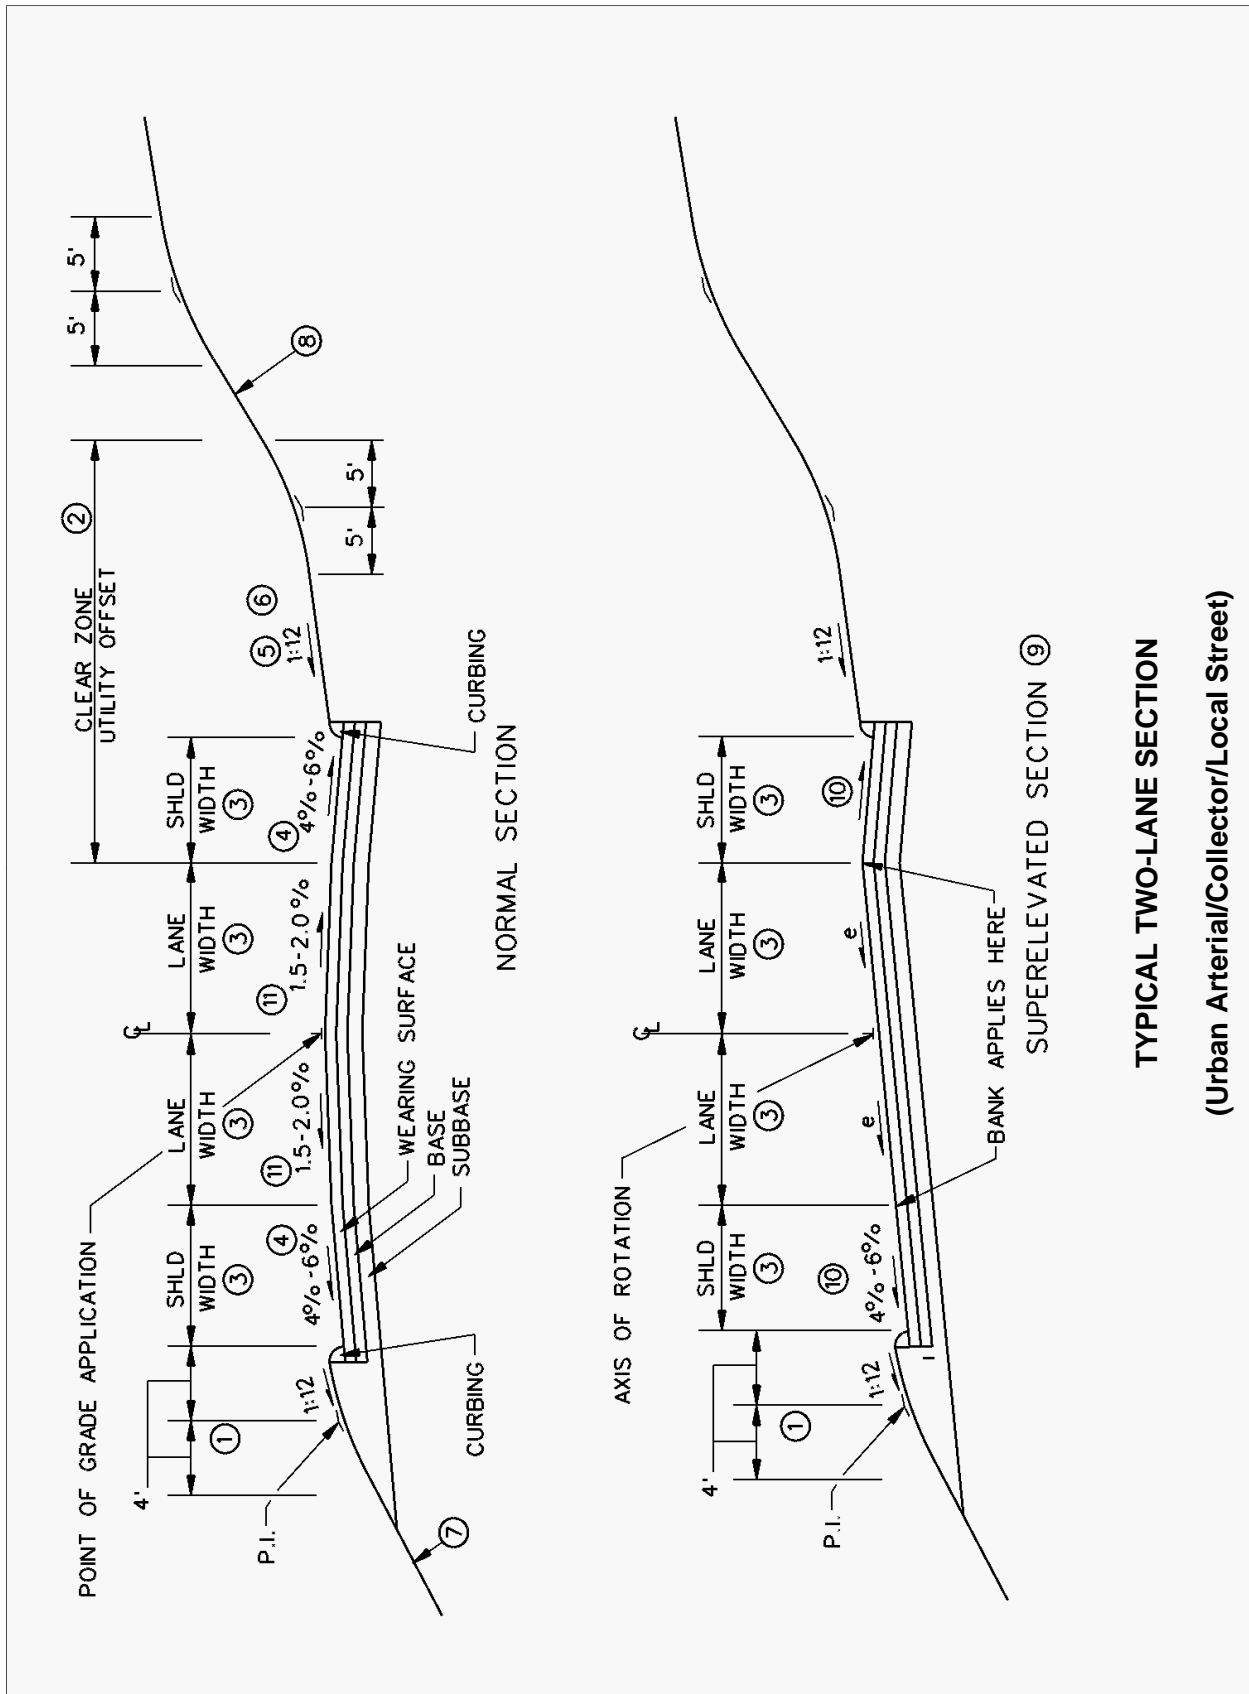 POINT OF GRADE APPLICATION
CLEAR ZONE 2
UTILITY OFFSET
5'
5'
4'
SHLD
WIDTH
3
LANE
WIDTH
3
℄
LANE
WIDTH
3
SHLD
WIDTH
3
1
P.I.
1:12
4%-6%
4
11
1.5-2.0%
11
1.5-2.0%
4
4%-6%
5
1:12
6
8
5'
5'
7
CURBING
WEARING SURFACE
BASE
SUBBASE
CURBING
NORMAL SECTION
AXIS OF ROTATION
4'
SHLD
WIDTH
3
LANE
WIDTH
3
℄
LANE
WIDTH
3
SHLD
WIDTH
3
1
P.I.
1:12
10
4%-6%
e
e
10
1:12
BANK APPLIES HERE
SUPERELEVATED SECTION 9
TYPICAL TWO-LANE SECTION
(Urban Arterial/Collector/Local Street)